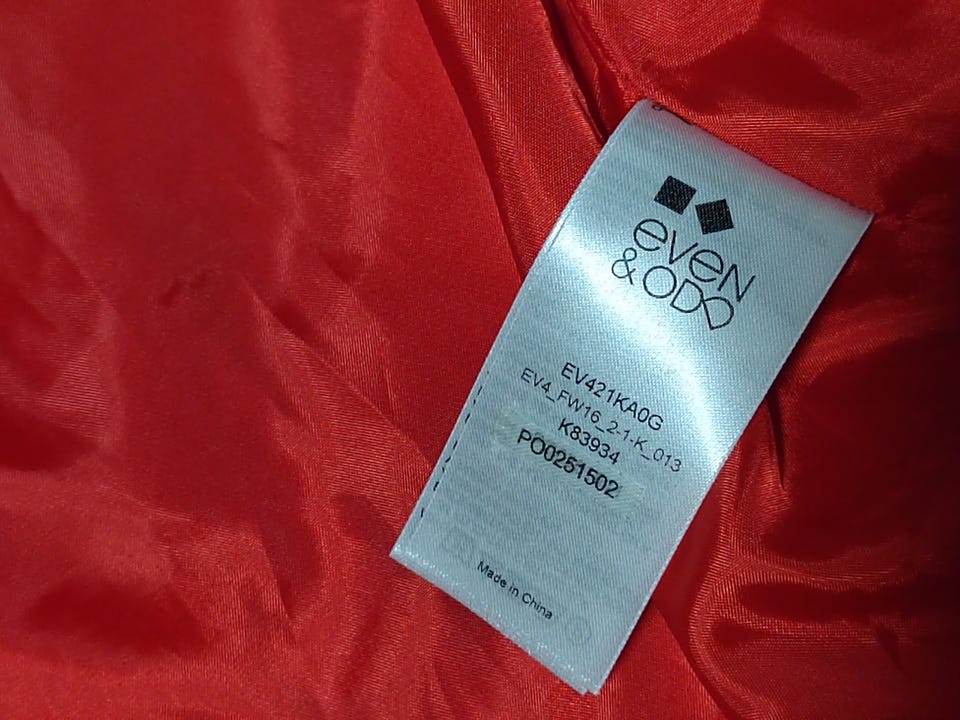 eveN
& ODD
EV421KA0G
EV4_FW16_2-1-K_013
K83934
PO0251502
Made in China